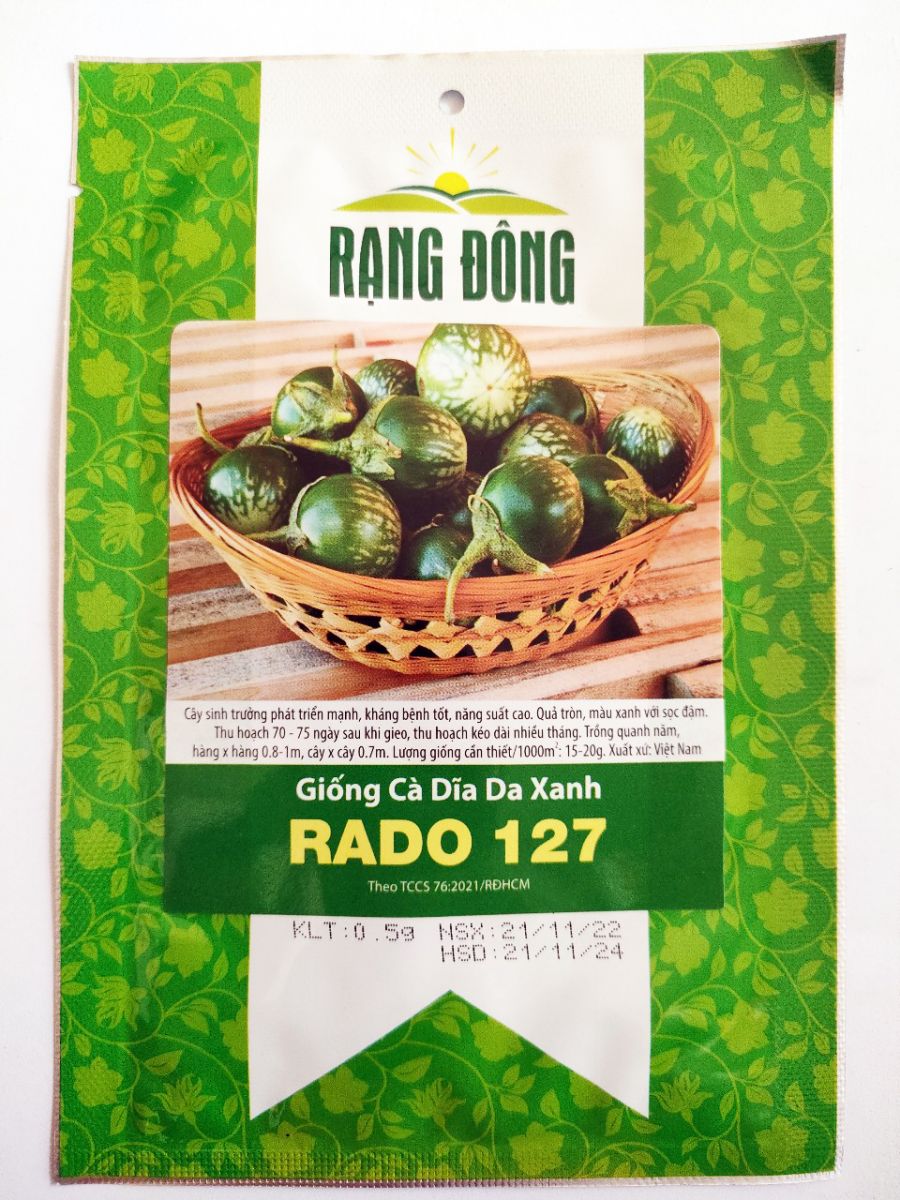 RẠNG ĐÔNG
Cây sinh trưởng phát triển mạnh, kháng bệnh tốt, năng suất cao. Quả tròn, màu xanh với sọc đậm.
Thu hoạch 70 - 75 ngày sau khi gieo, thu hoạch kéo dài nhiều tháng. Trồng quanh năm,
hàng x hàng 0.8-1m, cây x cây 0.7m. Lượng giống cần thiết/1000m²: 15-20g. Xuất xứ: Việt Nam
Giống Cà Dĩa Da Xanh
RADO 127
Theo TCCS 76:2021/RĐHCM
KLT:0.5g NSX:21/11/22
HSD:21/11/24